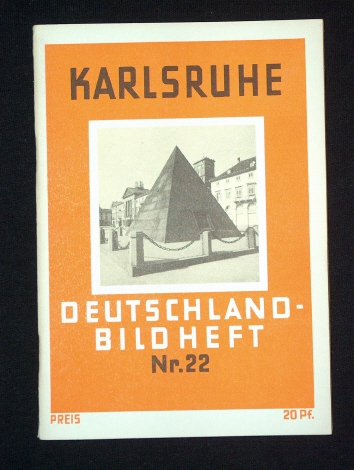 KARLSRUHE
DEUTSCHLAND-
BILDHEFT
Nr.22
PREIS 20 Pf.